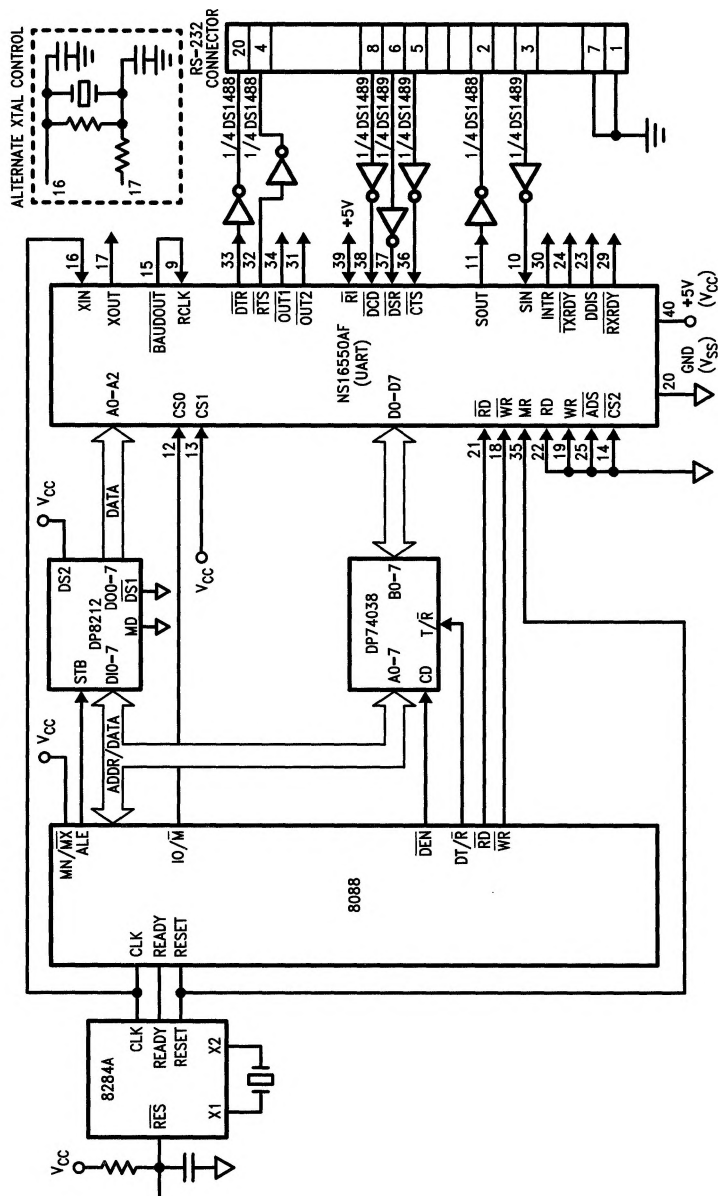 ALTERNATE XTAL CONTROL
16
17
RS-232
CONNECTOR
20
4
8
6
5
2
3
7
1
1/4 DS1488
1/4 DS1488
1/4 DS1489
1/4 DS1489
1/4 DS1489
1/4 DS1488
1/4 DS1489
16
17
15
9
33
32
34
31
39
+5V
38
37
36
11
10
30
24
23
29
XIN
XOUT
BAUDOUT
RCLK
DTR
RTS
OUT1
OUT2
RI
DCD
DSR
CTS
SOUT
SIN
INTR
TXRDY
DDIS
RXRDY
NS16550AF
(UART)
A0-A2
CS0
CS1
D0-D7
RD
WR
MR
RD
WR
ADS
CS2
12
13
21
18
35
22
19
25
14
20
GND
(VSS)
40
+5V
(VCC)
VCC
DS2
DATA
STB
DP8212
DI0-7
DO0-7
MD
DS1
VCC
VCC
ADDR/DATA
DP74038
A0-7
B0-7
CD
T/R
MN/MX
ALE
IO/M
DEN
DT/R
RD
WR
8088
CLK
READY
RESET
8284A
CLK
READY
RESET
RES
X1
X2
VCC